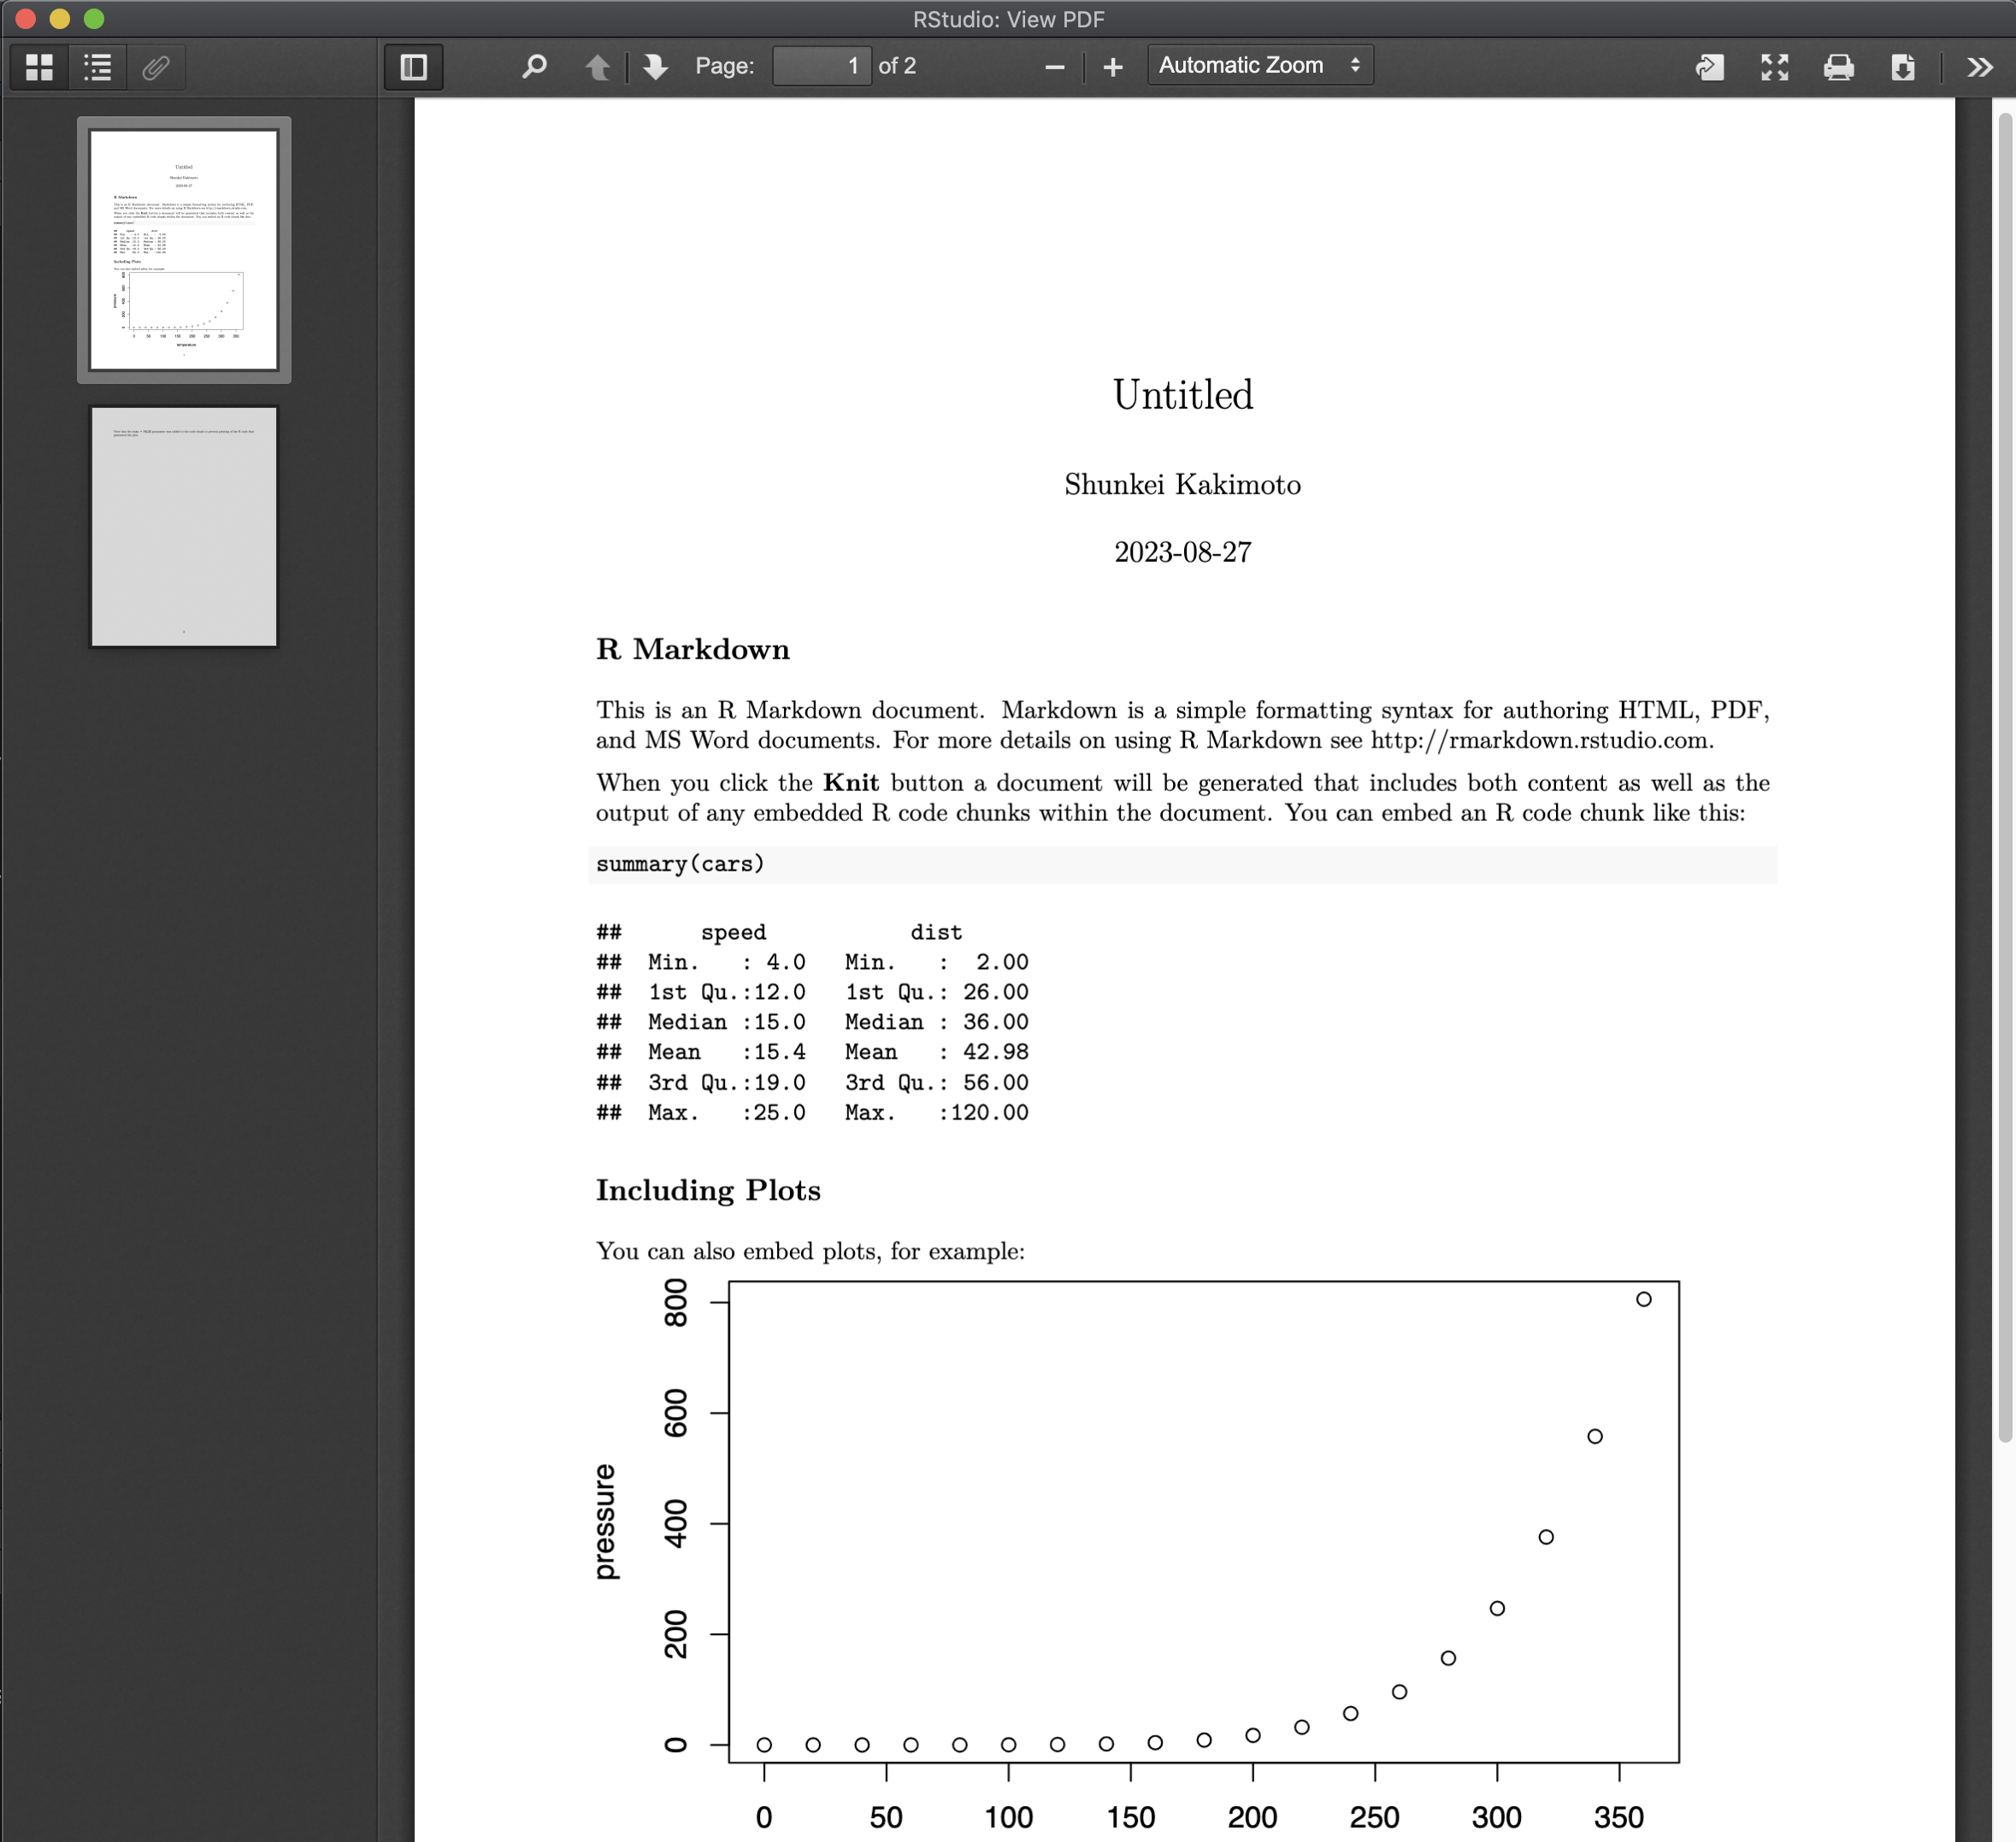 RStudio: View PDF
Page: 1 of 2
Automatic Zoom
Untitled
Shunkei Kakimoto
2023-08-27
R Markdown
This is an R Markdown document. Markdown is a simple formatting syntax for authoring HTML, PDF,
and MS Word documents. For more details on using R Markdown see http://rmarkdown.rstudio.com.
When you click the Knit button a document will be generated that includes both content as well as the
output of any embedded R code chunks within the document. You can embed an R code chunk like this:
summary(cars)
##      speed           dist
##  Min.   : 4.0   Min.   :  2.00
##  1st Qu.:12.0   1st Qu.: 26.00
##  Median :15.0   Median : 36.00
##  Mean   :15.4   Mean   : 42.98
##  3rd Qu.:19.0   3rd Qu.: 56.00
##  Max.   :25.0   Max.   :120.00
Including Plots
You can also embed plots, for example:
800
600
400
200
0
pressure
0 50 100 150 200 250 300 350